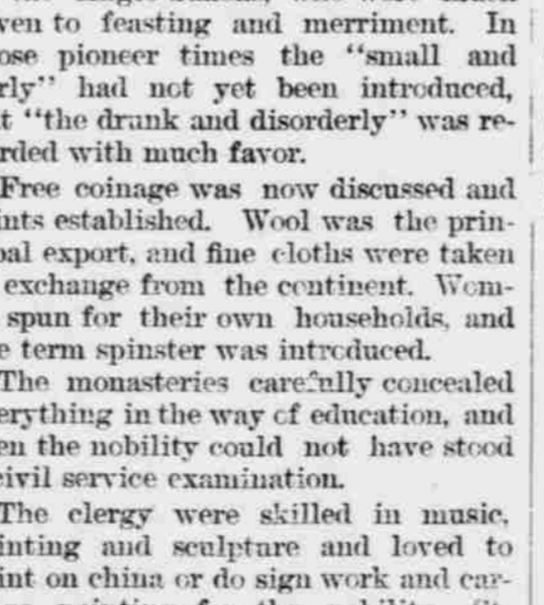 ven to feasting and merriment. In
ose pioneer times the "small and
rly" had not yet been introduced,
t "the drunk and disorderly" was re-
rded with much favor.
Free coinage was now discussed and
ints established. Wool was the prin-
pal export, and fine cloths were taken
exchange from the continent. Wom-
spun for their own households, and
e term spinster was introduced.
The monasteries carefully concealed
erything in the way of education, and
en the nobility could not have stood
civil service examination.
The clergy were skilled in music,
inting and sculpture and loved to
int on china or do sign work and car-